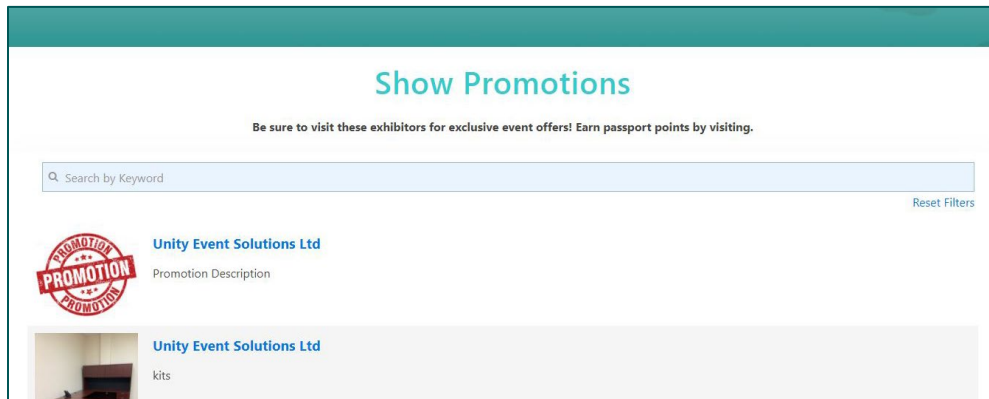 Show Promotions
Be sure to visit these exhibitors for exclusive event offers! Earn passport points by visiting.
Search by Keyword
Reset Filters
PROMOTION
PROMOTION
PROMOTION
Unity Event Solutions Ltd
Promotion Description
Unity Event Solutions Ltd
kits